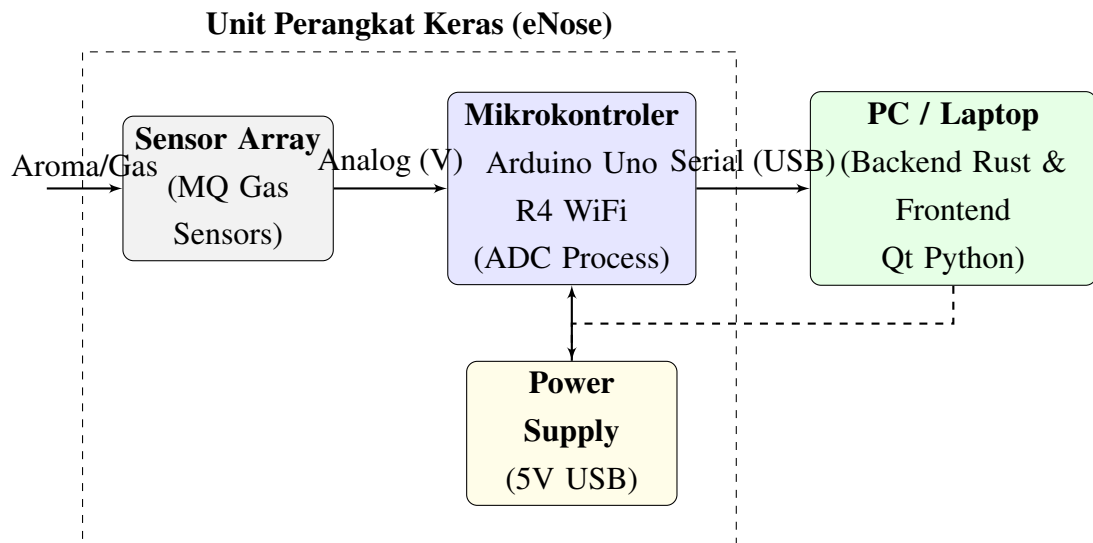 Unit Perangkat Keras (eNose)
Aroma/Gas
Sensor Array
(MQ Gas
Sensors)
Analog (V)
Mikrokontroler
Arduino Uno
R4 WiFi
(ADC Process)
Serial (USB)
PC / Laptop
(Backend Rust &
Frontend
Qt Python)
Power
Supply
(5V USB)